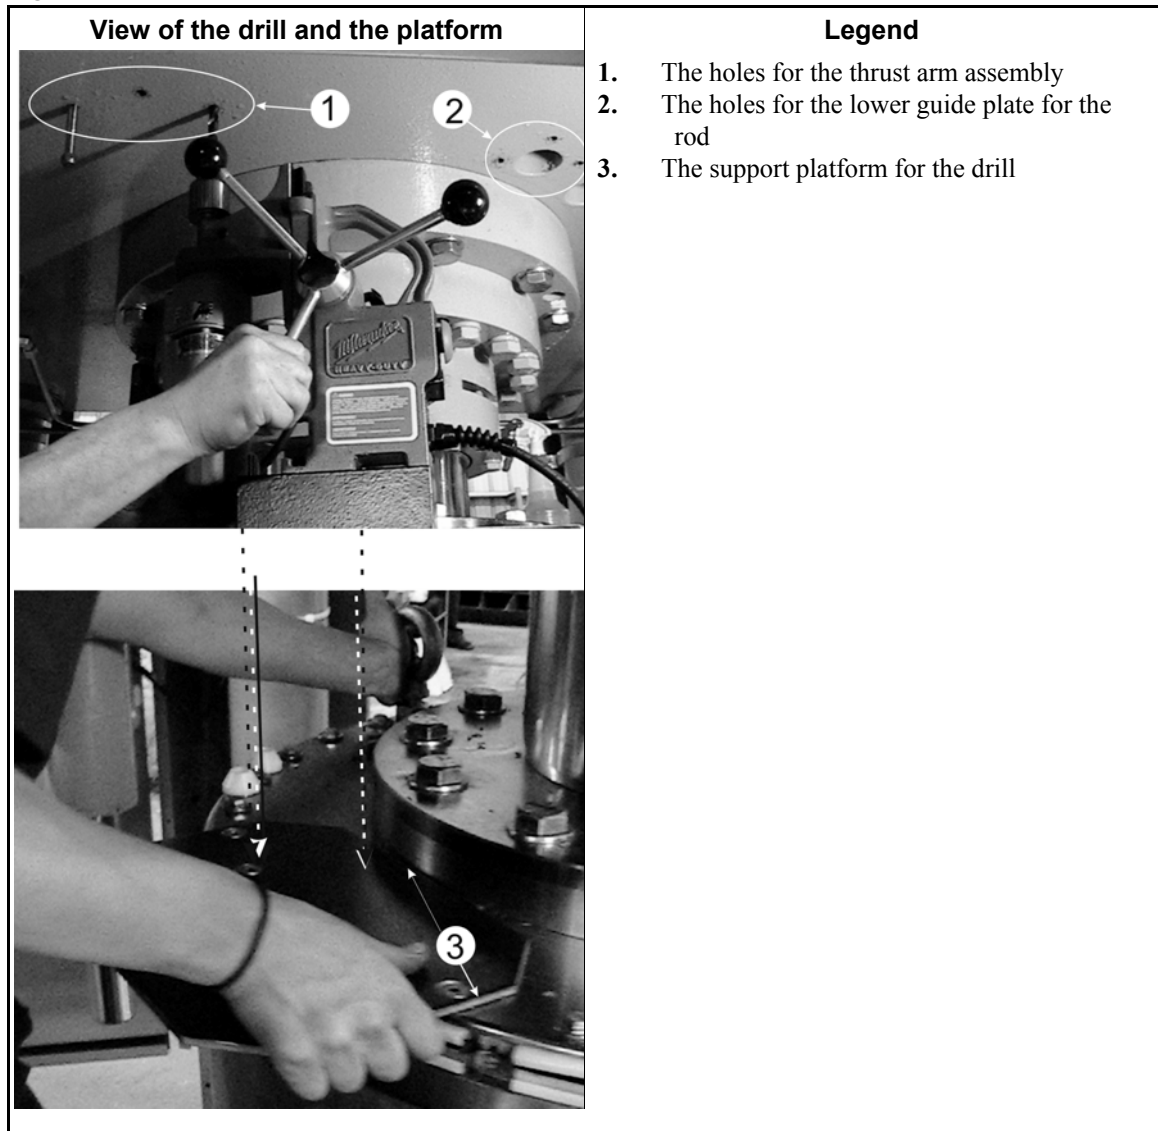 View of the drill and the platform
Legend
1. The holes for the thrust arm assembly
2. The holes for the lower guide plate for the
rod
3. The support platform for the drill
1
2
Milwaukee
HEAVY-DUTY
3